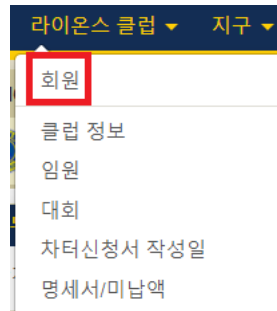 라이온스 클럽 ▼ 지구 ▼
회원
클럽 정보
임원
대회
차터신청서 작성일
명세서/미납액